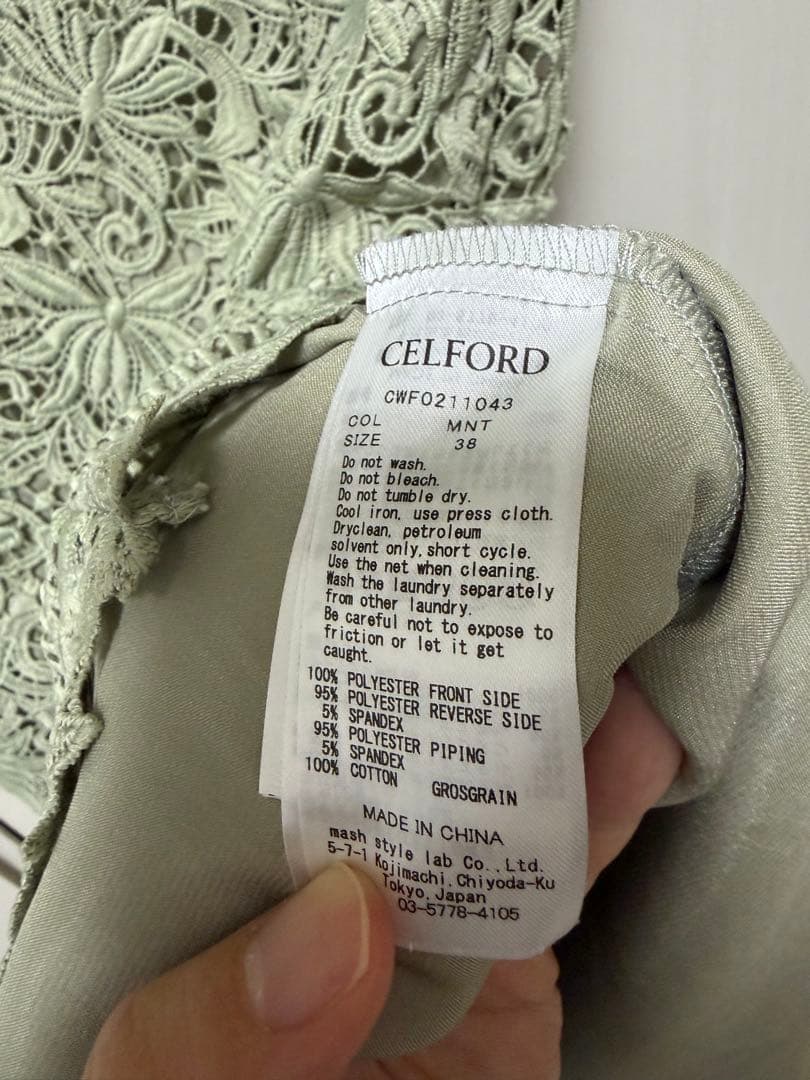 CELFORD
CWFO211043
COL MNT
SIZE 38
Do not wash.
Do not bleach.
Do not tumble dry.
Cool iron, use press cloth.
Dryclean, petroleum
solvent only, short cycle.
Use the net when cleaning.
Wash the laundry separately
from other laundry.
Be careful not to expose to
friction or let it get
caught.
100% POLYESTER FRONT SIDE
95% POLYESTER REVERSE SIDE
5% SPANDEX
95% POLYESTER PIPING
5% SPANDEX
100% COTTON GROSGRAIN
MADE IN CHINA
mash style lab Co.,Ltd.
5-7-1 Kojimachi, Chiyoda-Ku
Tokyo, Japan
03-5778-4105